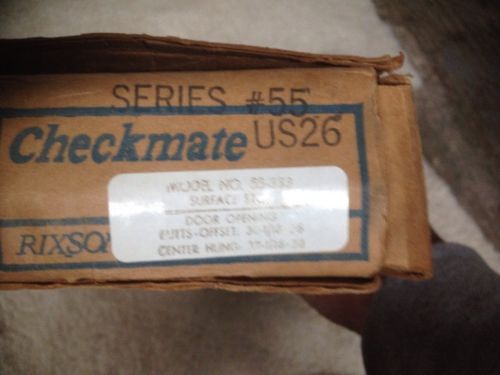 SERIES #55
Checkmate US26
MODEL NO. 55-333
SURFACE
DOOR OPENING
BUTTS-OFFSET:
CENTER HUNG:
RIXSO